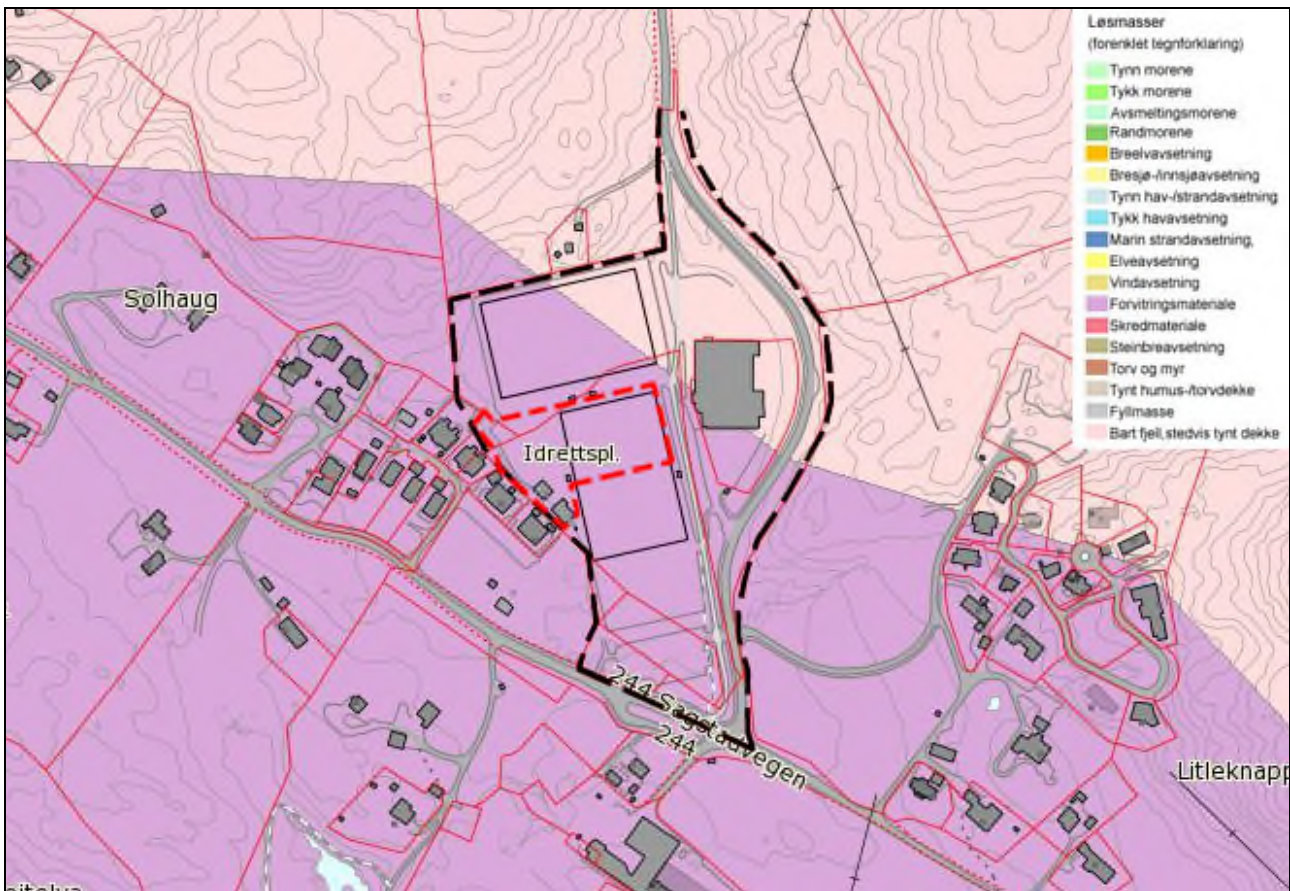 Løsmasser
(forenklet tegnforklaring)
Tynn morene
Tykk morene
Avsmeltingsmorene
Randmorene
Breelvavsetning
Bresjø-/innsjøavsetning
Tynn hav-/strandavsetning
Tykk havavsetning
Marin strandavsetning,
Elveavsetning
Vindavsetning
Forvitringsmateriale
Skredmateriale
Steinbreavsetning
Torv og myr
Tynt humus-/torvdekke
Fyllmasse
Bart fjell,stedvis tynt dekke
Solhaug
Idrettspl.
244 Sagstadvegen
244
Litleknapp